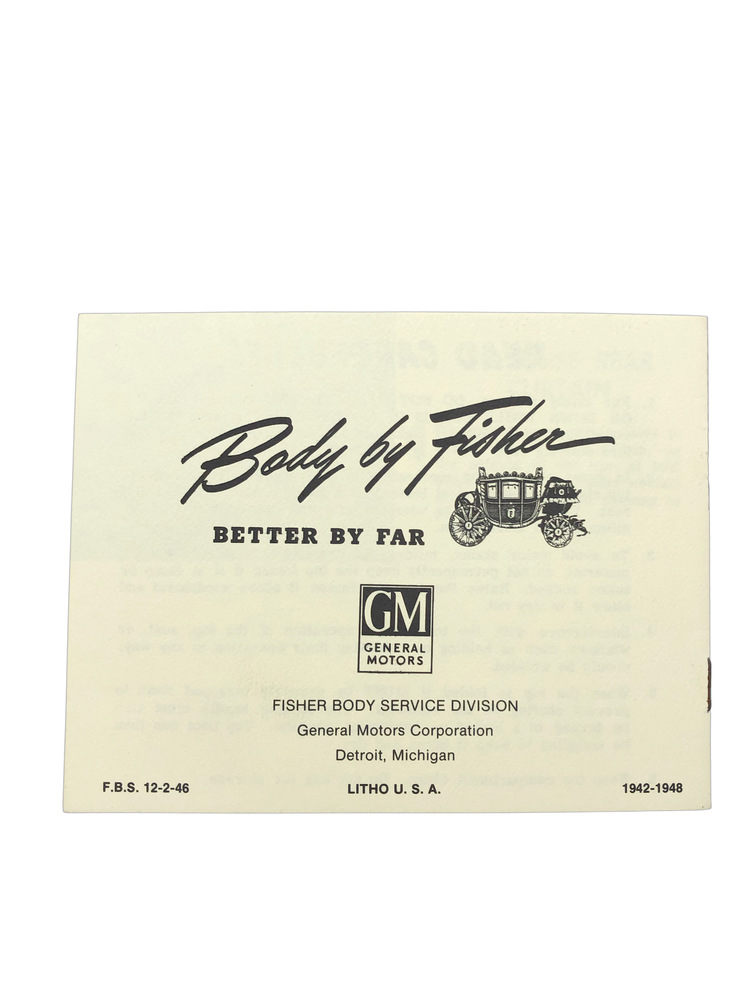 Body by Fisher
BETTER BY FAR
GM
GENERAL
MOTORS
FISHER BODY SERVICE DIVISION
General Motors Corporation
Detroit, Michigan
F.B.S. 12-2-46 LITHO U. S. A. 1942-1948